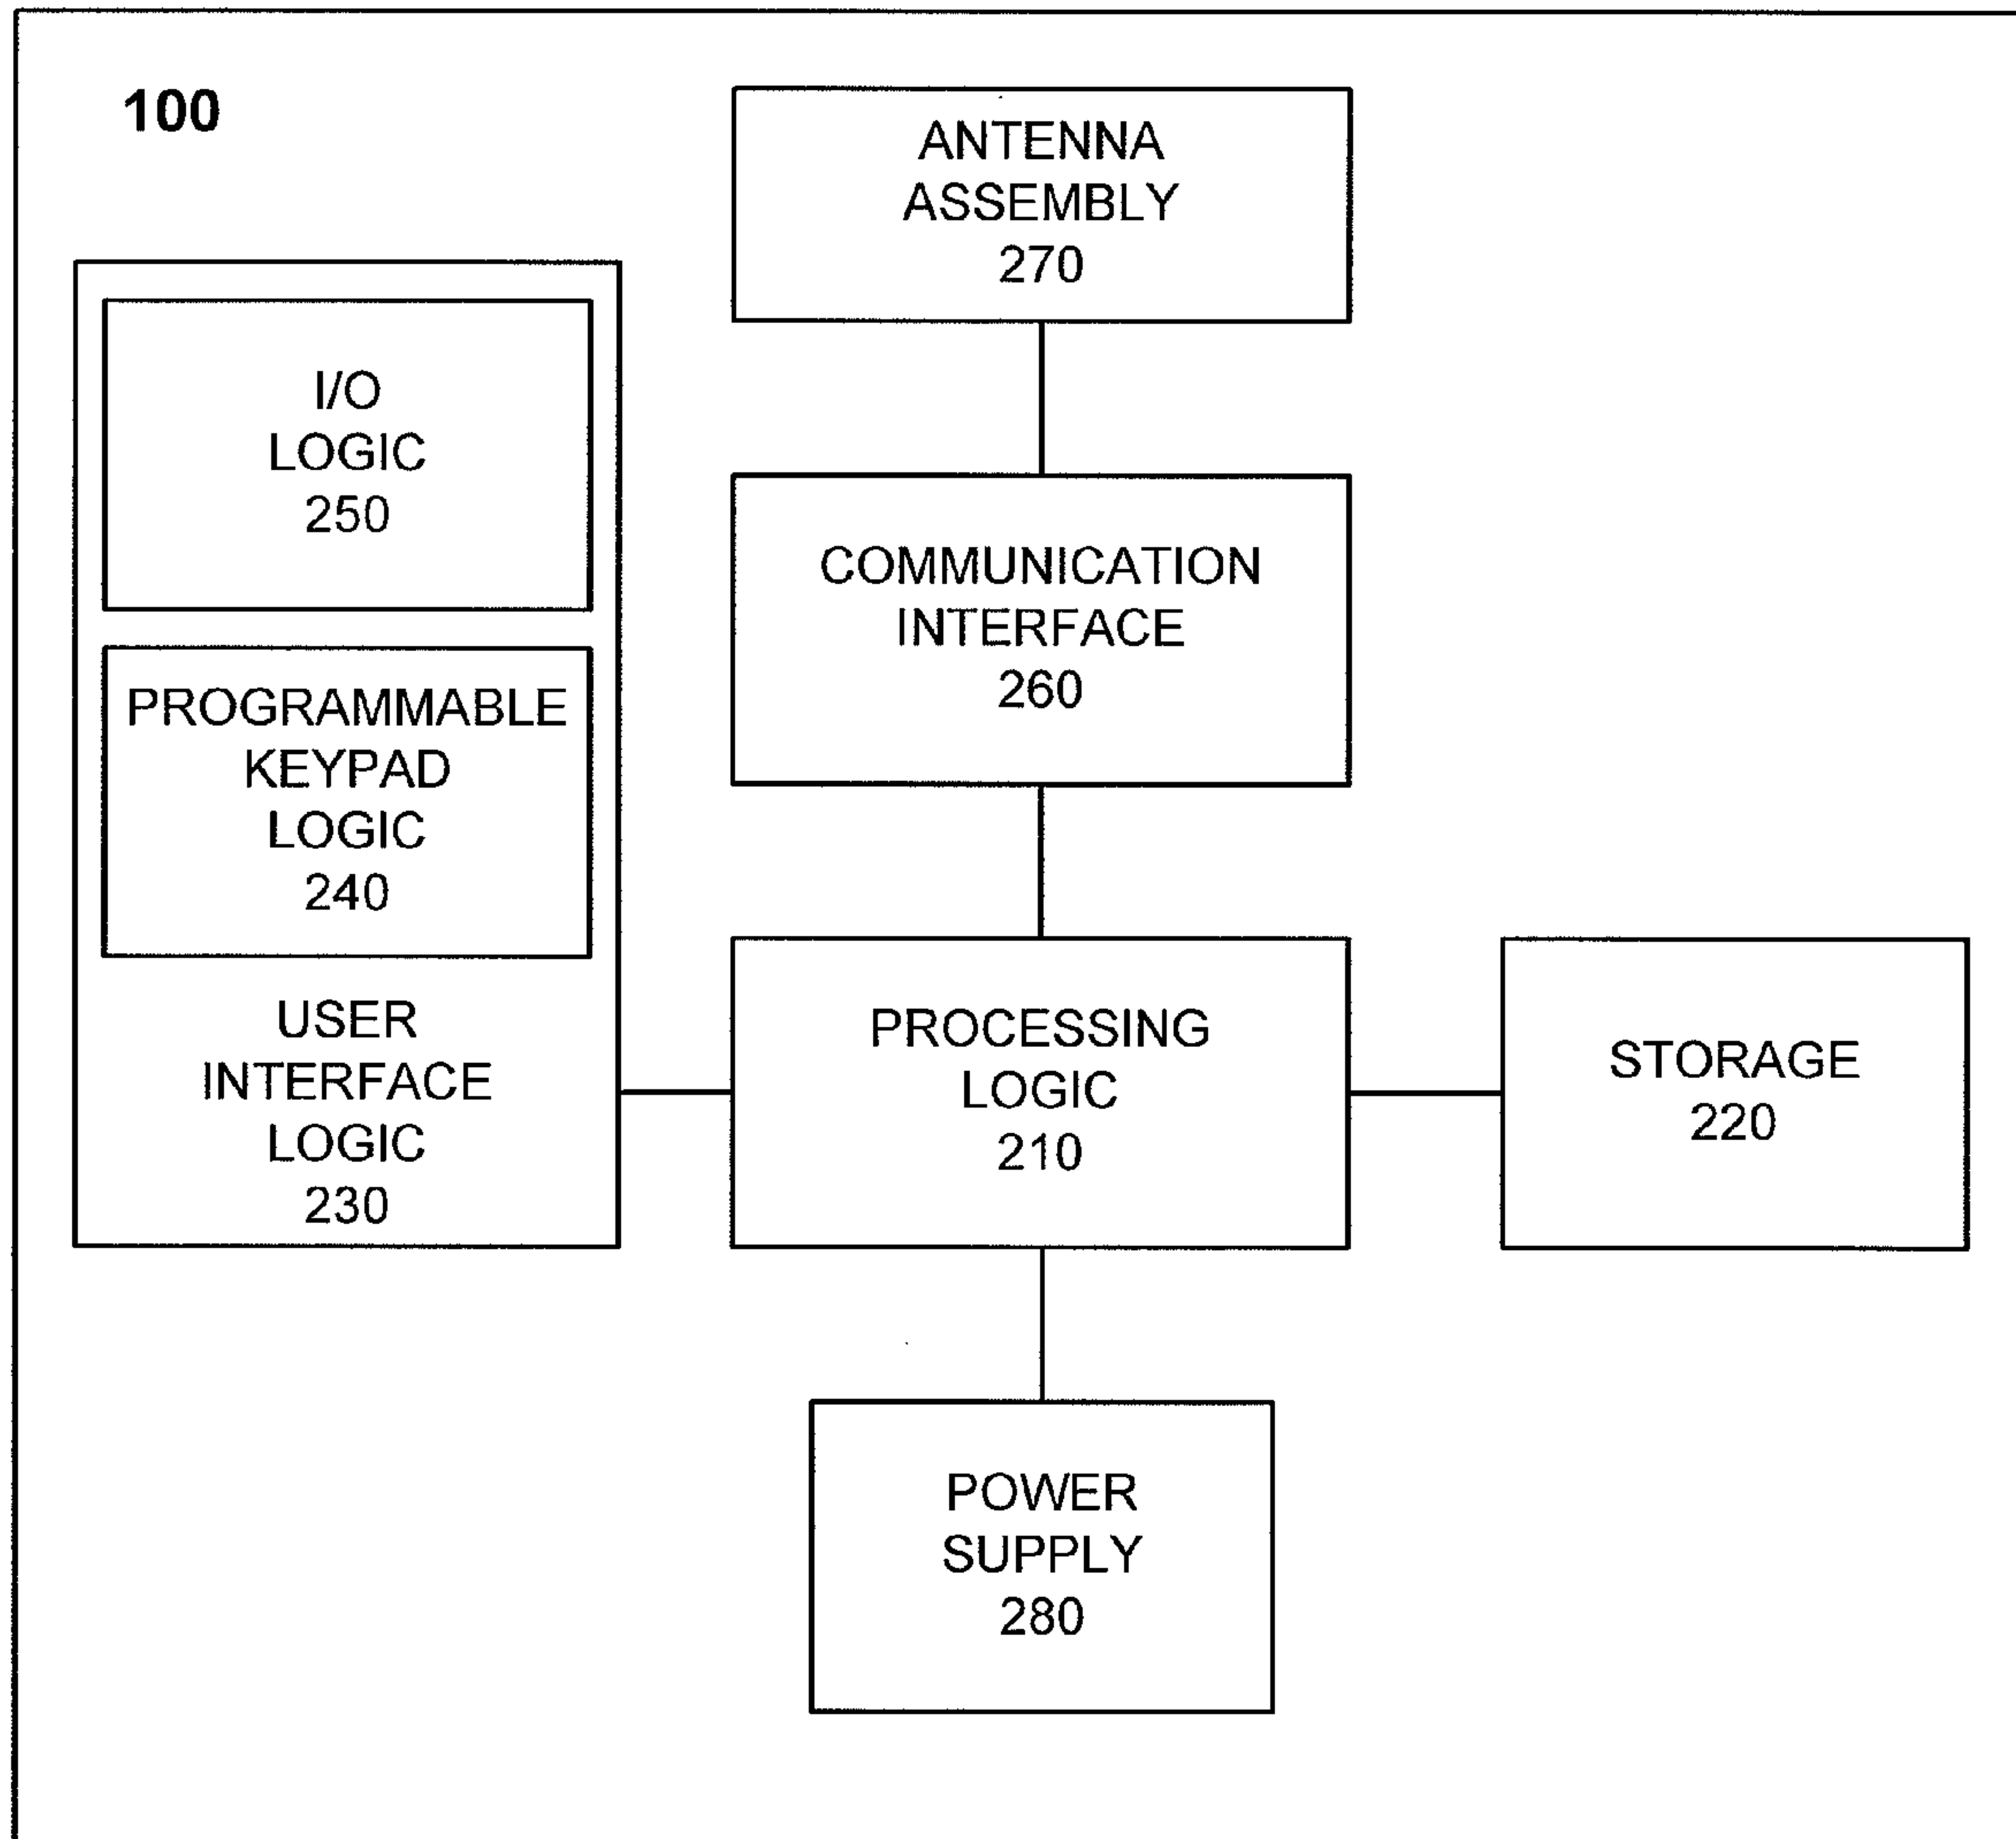 100
ANTENNA
ASSEMBLY
270
I/O
LOGIC
250
COMMUNICATION
INTERFACE
260
PROGRAMMABLE
KEYPAD
LOGIC
240
USER
INTERFACE
LOGIC
230
PROCESSING
LOGIC
210
STORAGE
220
POWER
SUPPLY
280